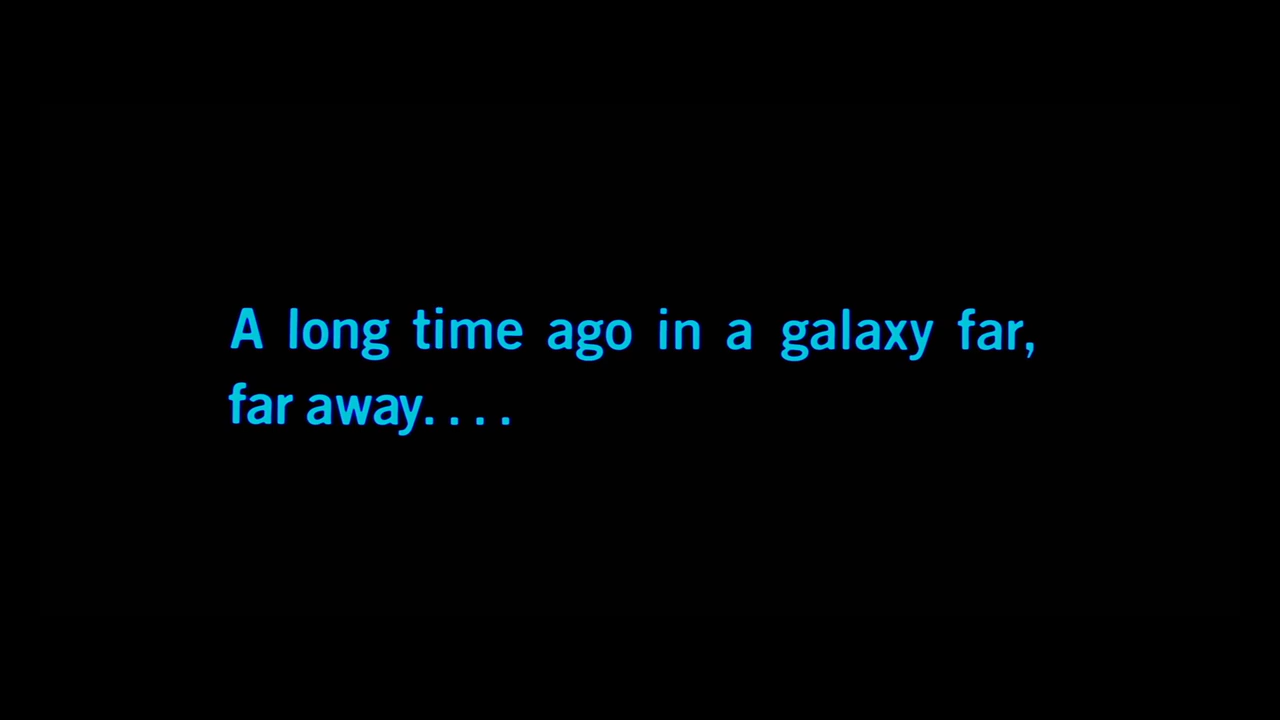 A long time ago in a galaxy far,
far away. . . .